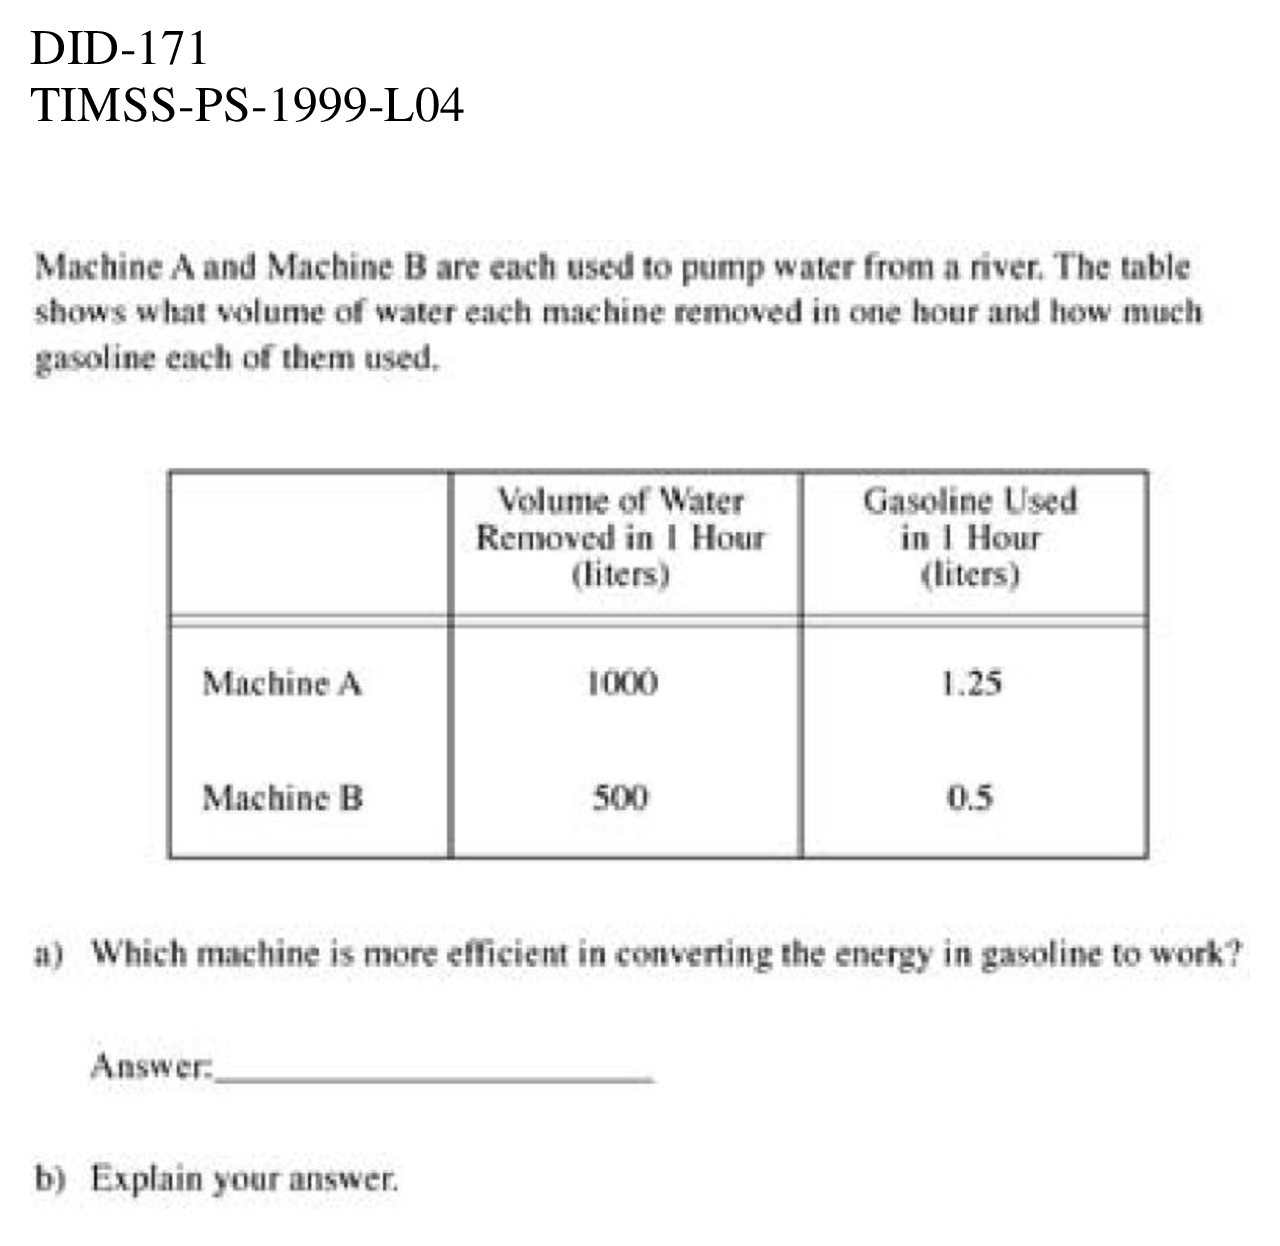 DID-171
TIMSS-PS-1999-L04
Machine A and Machine B are each used to pump water from a river. The table
shows what volume of water each machine removed in one hour and how much
gasoline each of them used.
Volume of Water
Removed in 1 Hour
(liters)
Gasoline Used
in 1 Hour
(liters)
Machine A 1000 1.25
Machine B 500 0.5
a) Which machine is more efficient in converting the energy in gasoline to work?
Answer:
b) Explain your answer.